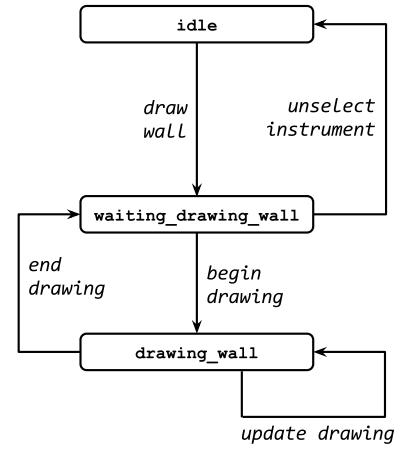 idle
draw
wall
unselect
instrument
waiting_drawing_wall
end
drawing
begin
drawing
drawing_wall
update drawing